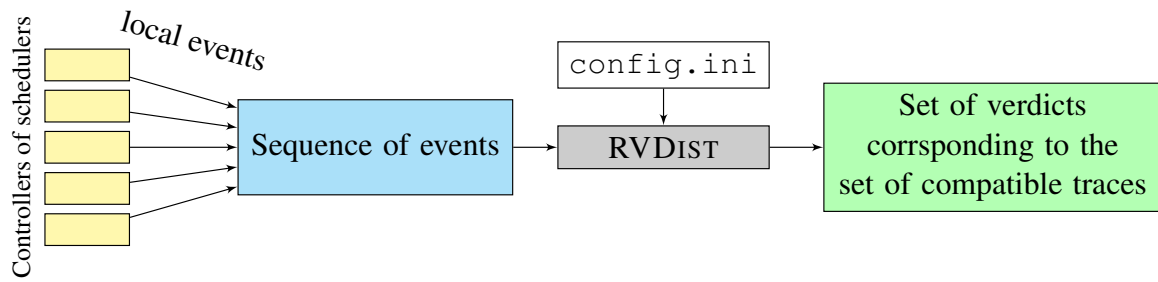 Controllers of schedulers
local events
Sequence of events
config.ini
RVDIST
Set of verdicts
corrsponding to the
set of compatible traces